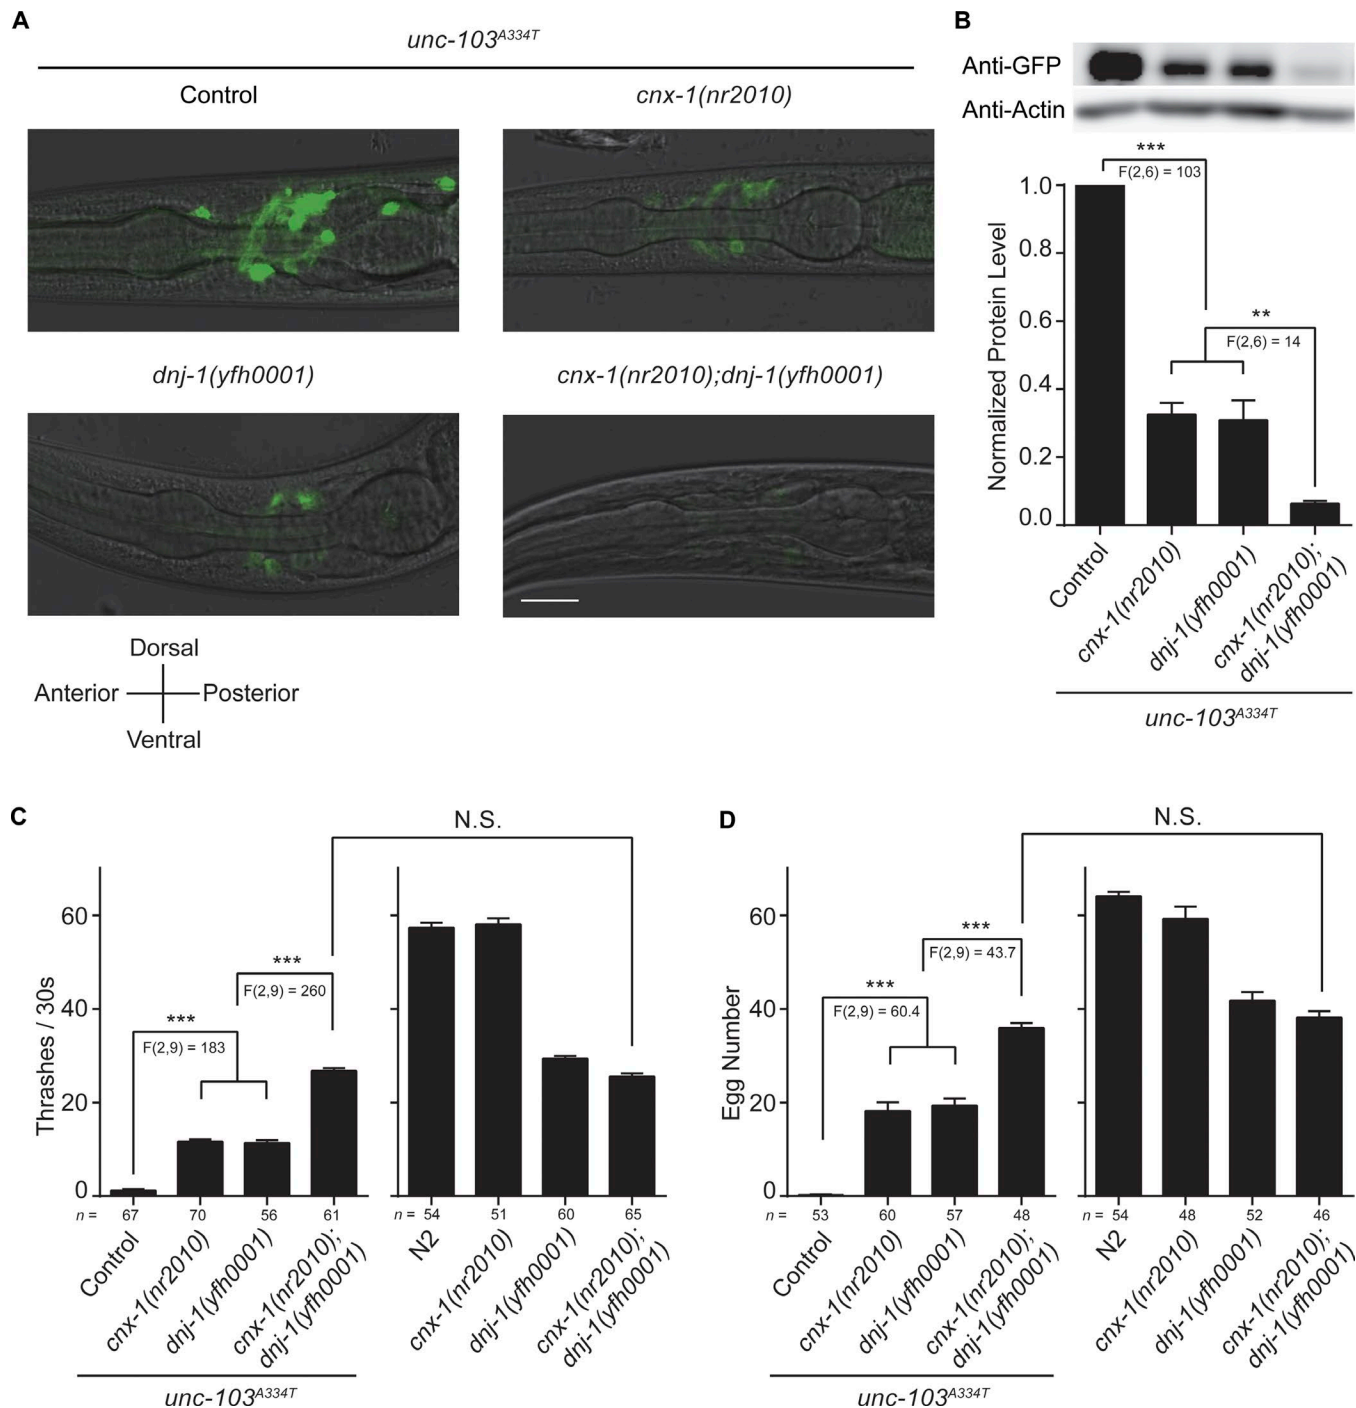 A
unc-103A334T
Control
cnx-1(nr2010)
dnj-1(yfh0001)
cnx-1(nr2010);dnj-1(yfh0001)
Dorsal
Anterior
Posterior
Ventral
B
Anti-GFP
Anti-Actin
***
F(2,6) = 103
**
F(2,6) = 14
Normalized Protein Level
1.0
0.8
0.6
0.4
0.2
0.0
Control
cnx-1(nr2010)
dnj-1(yfh0001)
cnx-1(nr2010);
dnj-1(yfh0001)
unc-103A334T
C
N.S.
***
F(2,9) = 260
***
F(2,9) = 183
Thrashes / 30s
60
40
20
0
n = 67 70 56 61
n = 54 51 60 65
Control
cnx-1(nr2010)
dnj-1(yfh0001)
cnx-1(nr2010);
dnj-1(yfh0001)
N2
cnx-1(nr2010)
dnj-1(yfh0001)
cnx-1(nr2010);
dnj-1(yfh0001)
unc-103A334T
D
N.S.
***
F(2,9) = 43.7
***
F(2,9) = 60.4
Egg Number
60
40
20
0
n = 53 60 57 48
n = 54 48 52 46
Control
cnx-1(nr2010)
dnj-1(yfh0001)
cnx-1(nr2010);
dnj-1(yfh0001)
N2
cnx-1(nr2010)
dnj-1(yfh0001)
cnx-1(nr2010);
dnj-1(yfh0001)
unc-103A334T